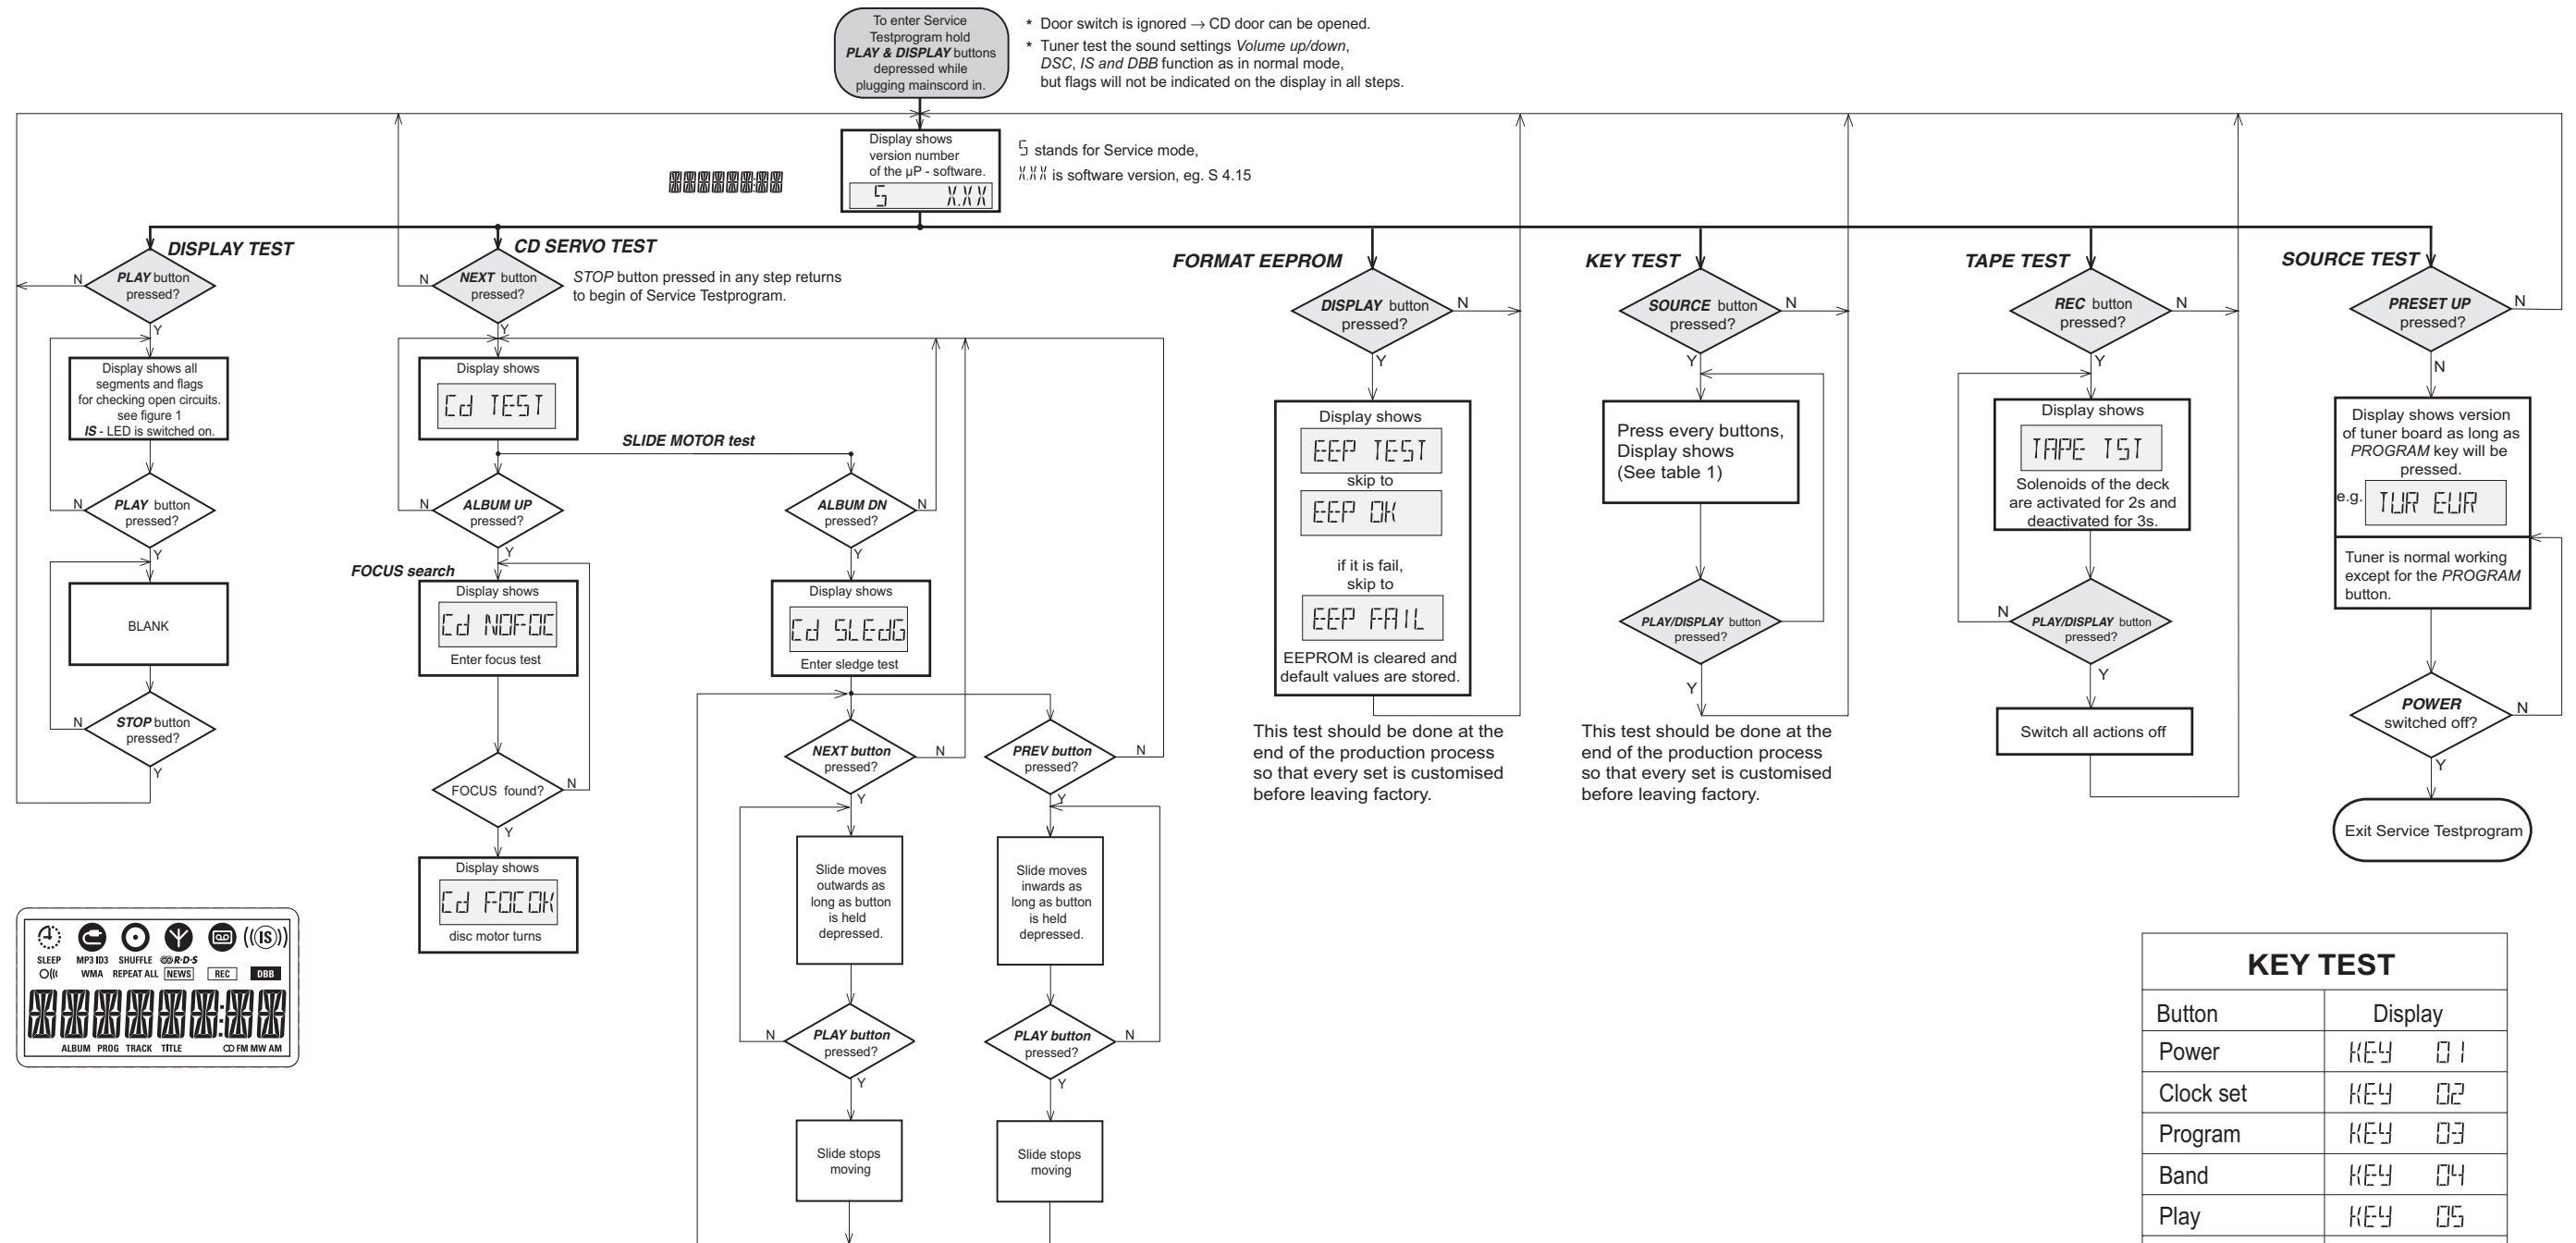 To enter Service
Testprogram hold
PLAY & DISPLAY buttons
depressed while
plugging mainscord in.
* Door switch is ignored → CD door can be opened.
* Tuner test the sound settings Volume up/down,
DSC, IS and DBB function as in normal mode,
but flags will not be indicated on the display in all steps.
Display shows
version number
of the µP - software.
S X.XX
S stands for Service mode,
X.XX is software version, eg. S 4.15
DISPLAY TEST
PLAY button
pressed?
N
Y
Display shows all
segments and flags
for checking open circuits.
see figure 1
IS - LED is switched on.
PLAY button
pressed?
N
Y
BLANK
STOP button
pressed?
N
Y
CD SERVO TEST
STOP button pressed in any step returns
to begin of Service Testprogram.
NEXT button
pressed?
N
Y
Display shows
Cd TEST
SLIDE MOTOR test
ALBUM UP
pressed?
N
Y
FOCUS search
Display shows
Cd NOFOC
Enter focus test
FOCUS found?
N
Y
Display shows
Cd FOCOK
disc motor turns
ALBUM DN
pressed?
N
Y
Display shows
Cd SLEdG
Enter sledge test
NEXT button
pressed?
N
Y
Slide moves
outwards as
long as button
is held
depressed.
PLAY button
pressed?
N
Y
Slide stops
moving
PREV button
pressed?
N
Y
Slide moves
inwards as
long as button
is held
depressed.
PLAY button
pressed?
N
Y
Slide stops
moving
FORMAT EEPROM
DISPLAY button
pressed?
N
Y
Display shows
EEP TEST
skip to
EEP OK
if it is fail,
skip to
EEP FAIL
EEPROM is cleared and
default values are stored.
This test should be done at the
end of the production process
so that every set is customised
before leaving factory.
KEY TEST
SOURCE button
pressed?
N
Y
Press every buttons,
Display shows
(See table 1)
PLAY/DISPLAY button
pressed?
Y
This test should be done at the
end of the production process
so that every set is customised
before leaving factory.
TAPE TEST
REC button
pressed?
N
Y
Display shows
TAPE TST
Solenoids of the deck
are activated for 2s and
deactivated for 3s.
PLAY/DISPLAY button
pressed?
N
Y
Switch all actions off
SOURCE TEST
PRESET UP
pressed?
N
N
Display shows version
of tuner board as long as
PROGRAM key will be
pressed.
e.g. TUR EUR
Tuner is normal working
except for the PROGRAM
button.
POWER
switched off?
N
Y
Exit Service Testprogram
IS
SLEEP MP3 ID3 SHUFFLE R·D·S
WMA REPEAT ALL NEWS REC DBB
ALBUM PROG TRACK TITLE FM MW AM
KEY TEST
Button Display
Power KEY 01
Clock set KEY 02
Program KEY 03
Band KEY 04
Play KEY 05